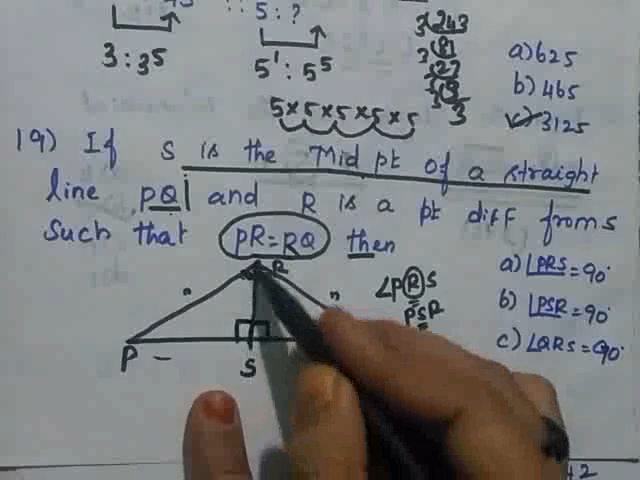 5 : ?
3 : 3⁵
5¹ : 5⁵
5×5×5×5×5
3 243
3 81
3 27
3 9
3
a) 625
b) 465
c) 3125
19) If S is the Mid pt of a straight
line PQ and R is a pt diff from S
Such that PR=RQ then
a) ∠PRS=90°
b) ∠PSR=90°
c) ∠QRS=90°
∠PRS
PSR
R
P
S